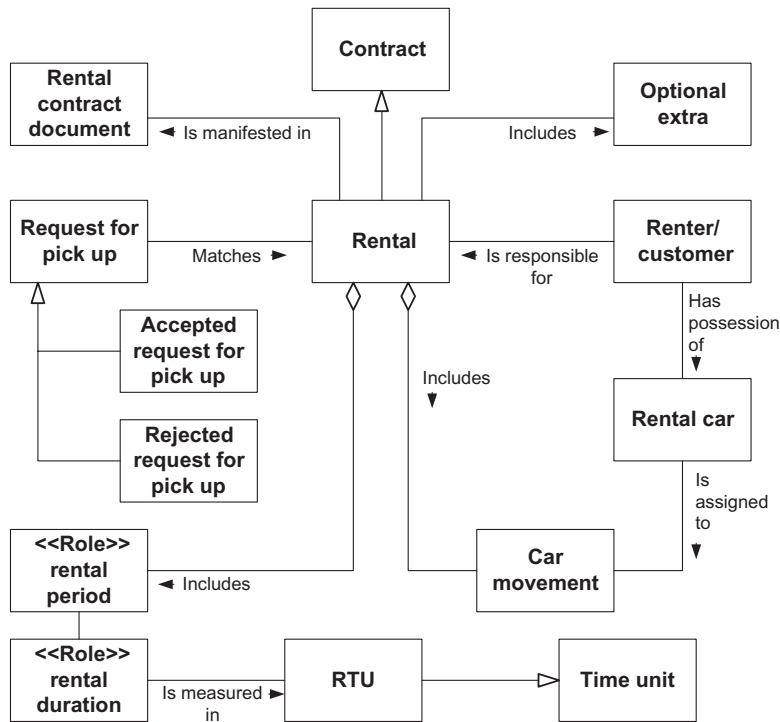 Contract
Rental
contract
document
Optional
extra
Is manifested in
Includes
Request for
pick up
Rental
Renter/
customer
Matches
Is responsible
for
Has
possession
of
Accepted
request for
pick up
Includes
Rental car
Rejected
request for
pick up
Is
assigned
to
<<Role>>
rental
period
Includes
Car
movement
<<Role>>
rental
duration
Is measured
in
RTU
Time unit